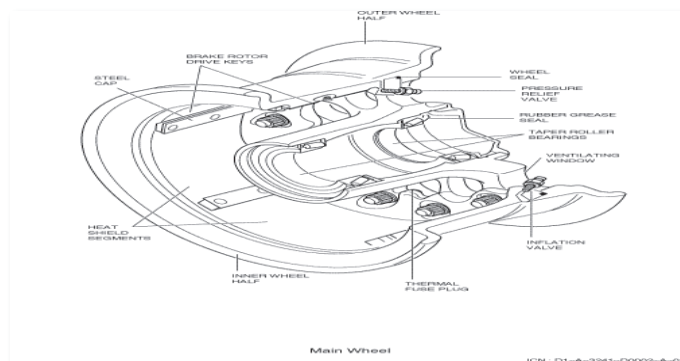 OUTER WHEEL
HALF
BRAKE ROTOR
DRIVE KEYS
STEEL
CAP
WHEEL
SEAL
PRESSURE
RELIEF
VALVE
RUBBER GREASE
SEAL
TAPER ROLLER
BEARINGS
VENTILATING
WINDOW
HEAT
SHIELD
SEGMENTS
INFLATION
VALVE
INNER WHEEL
HALF
THERMAL
FUSE PLUG
Main Wheel